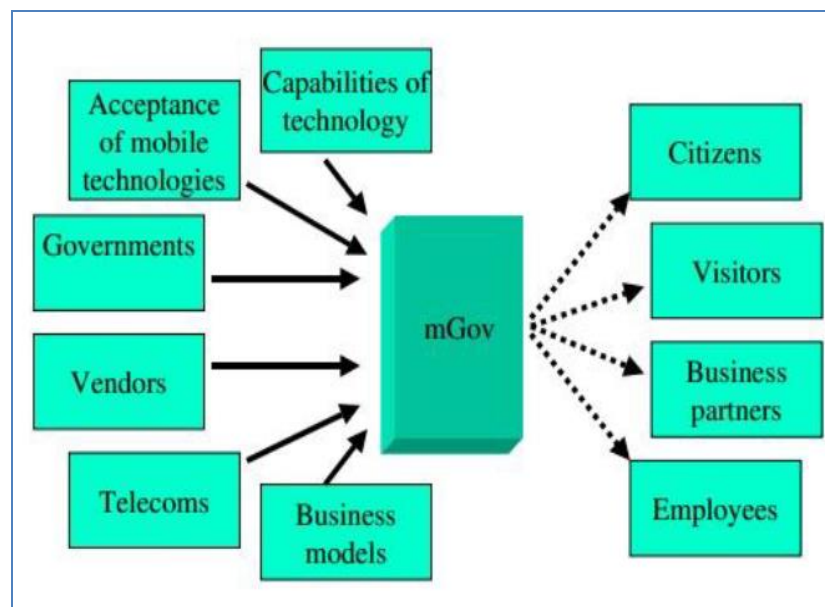 Capabilities of
technology
Acceptance
of mobile
technologies
Governments
Vendors
Telecoms
Business
models
mGov
Citizens
Visitors
Business
partners
Employees